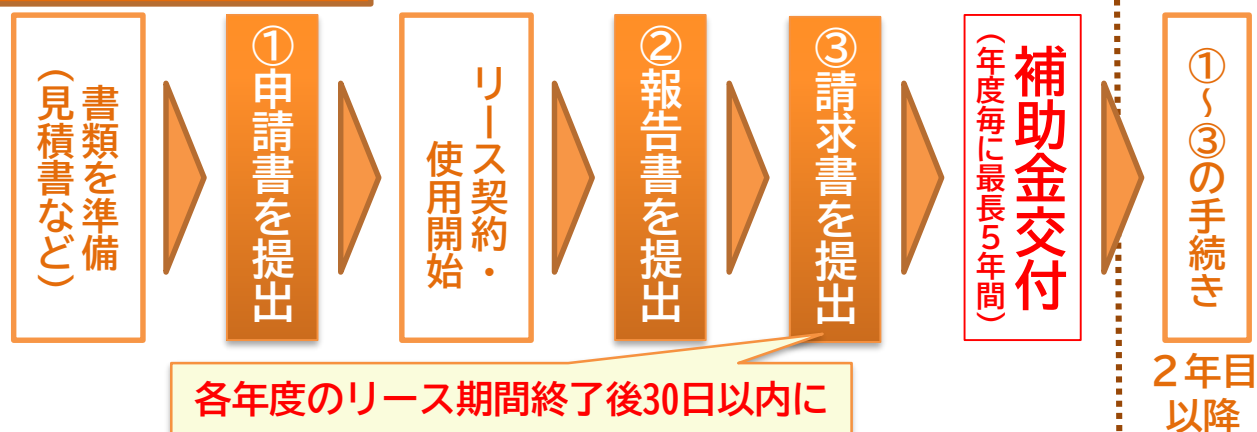 書類を準備
（見積書など）
①申請書を提出
リース契約・
使用開始
②報告書を提出
③請求書を提出
補助金交付
（年度毎に最長５年間）
①～③の手続き
各年度のリース期間終了後30日以内に
２年目
以降